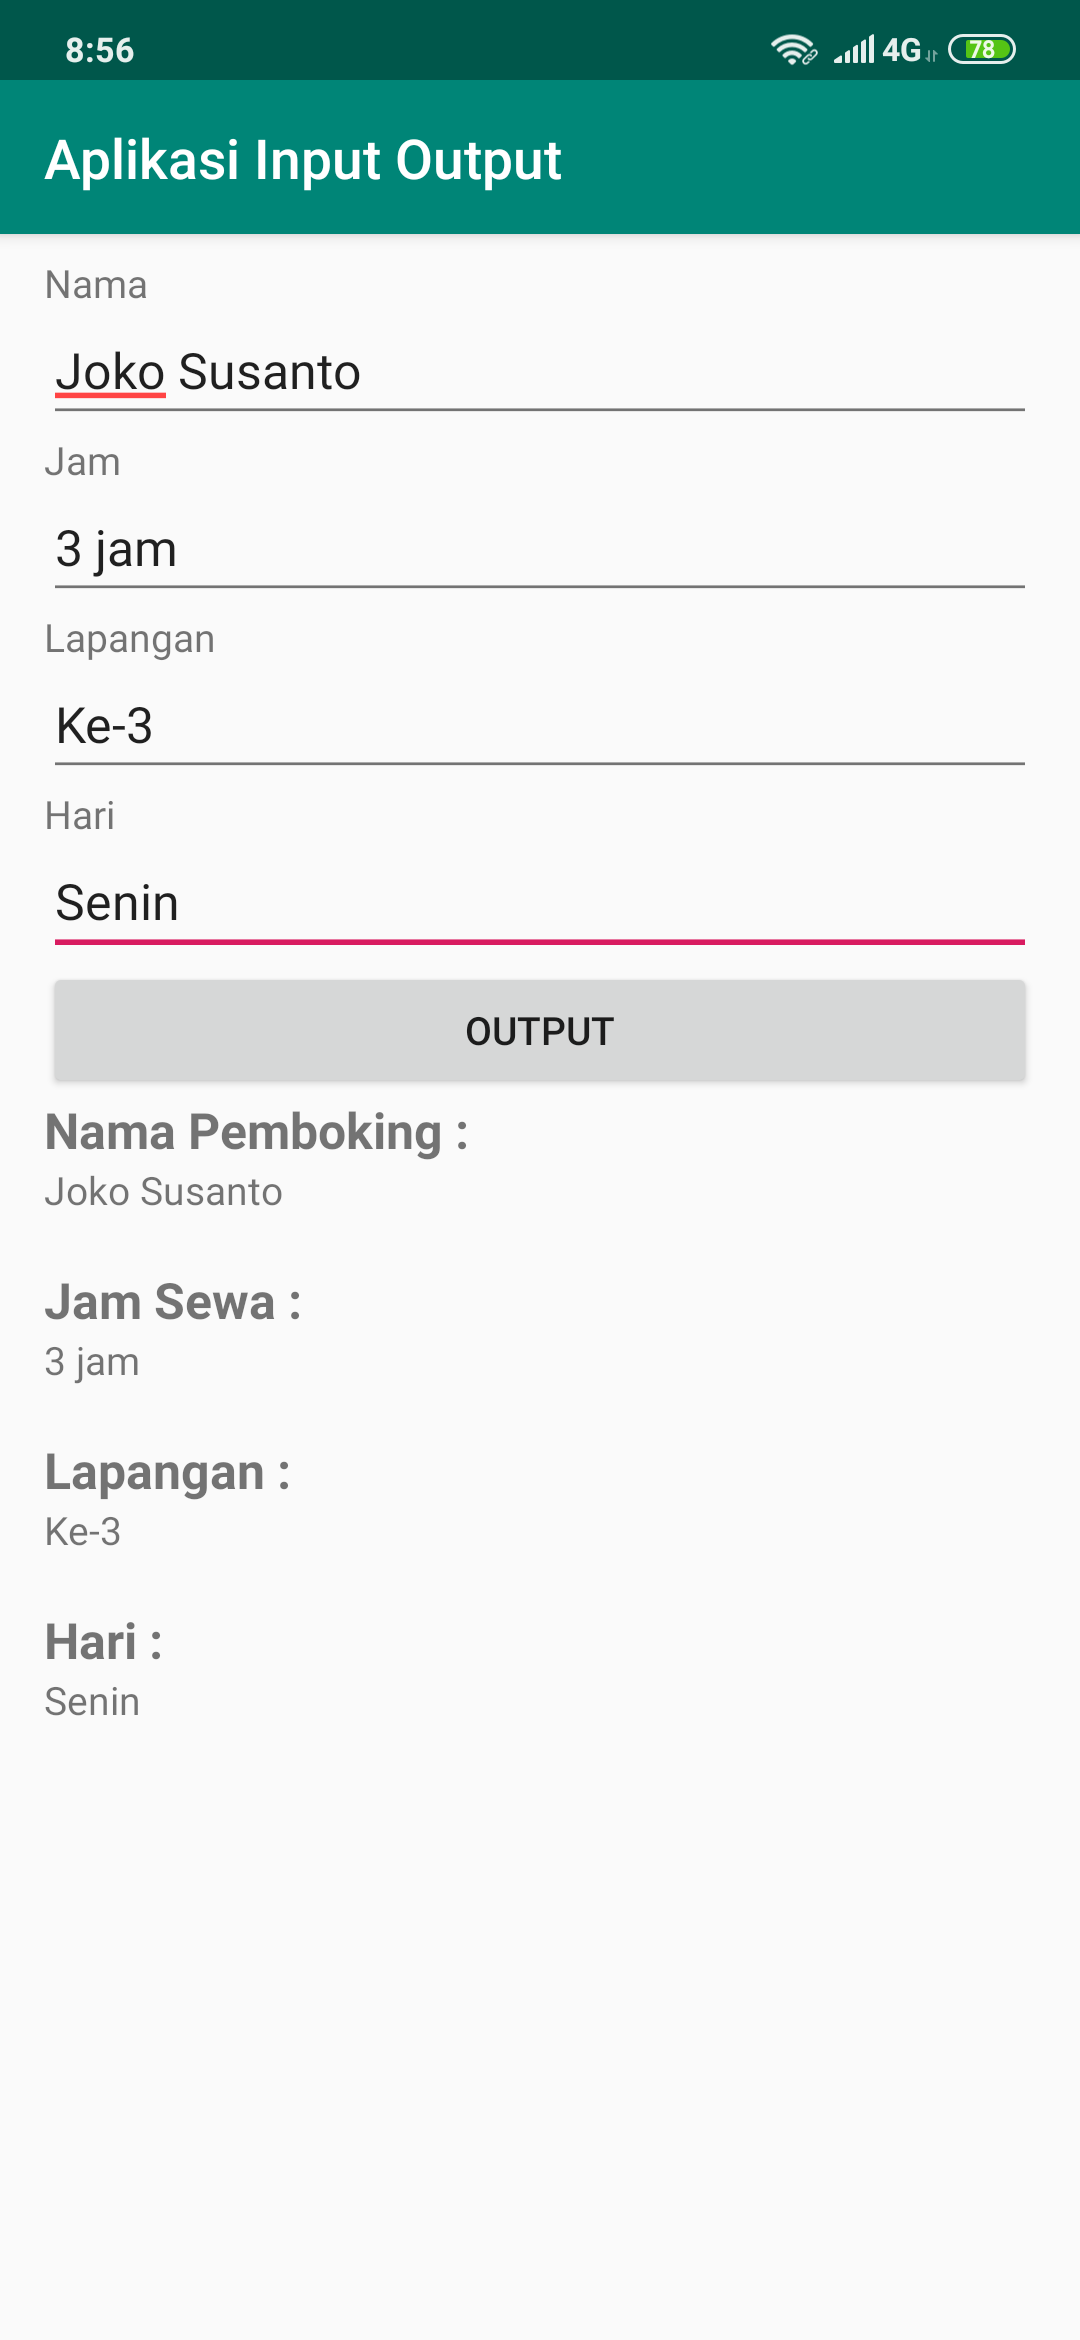 8:56 4G 78
Aplikasi Input Output
Nama
Joko Susanto
Jam
3 jam
Lapangan
Ke-3
Hari
Senin
OUTPUT
Nama Pemboking :
Joko Susanto
Jam Sewa :
3 jam
Lapangan :
Ke-3
Hari :
Senin